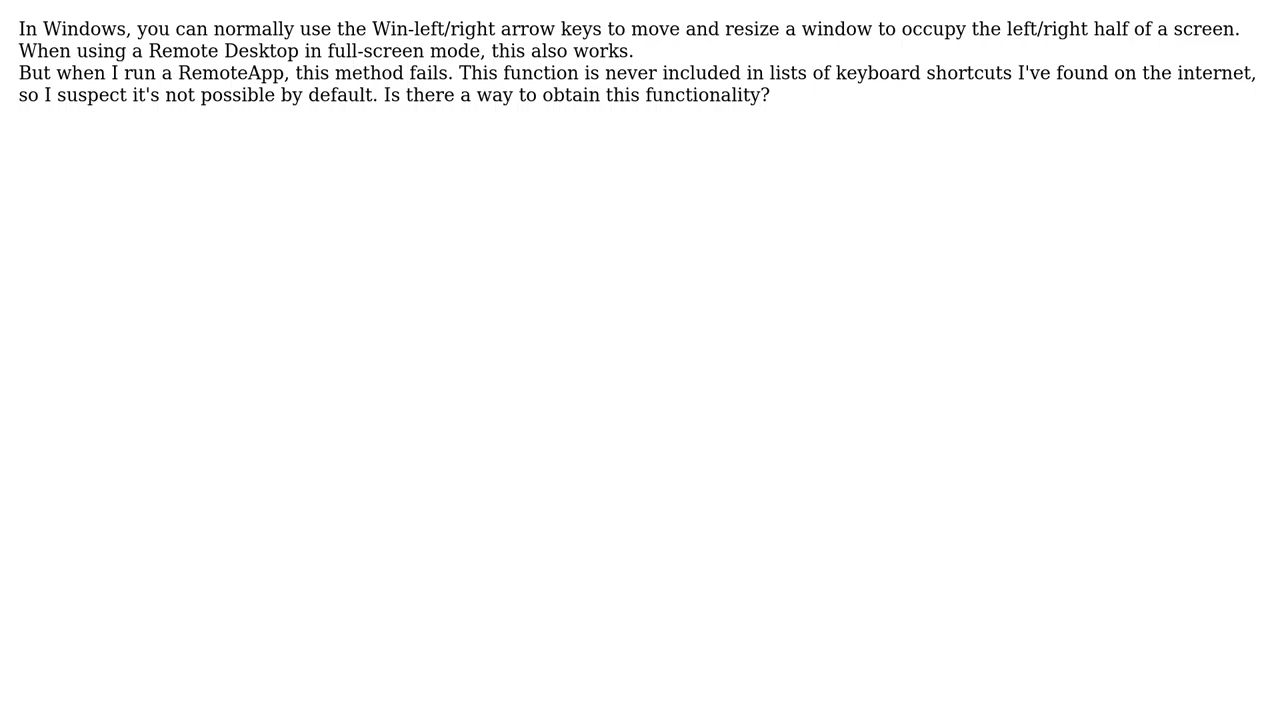 In Windows, you can normally use the Win-left/right arrow keys to move and resize a window to occupy the left/right half of a screen.
When using a Remote Desktop in full-screen mode, this also works.
But when I run a RemoteApp, this method fails. This function is never included in lists of keyboard shortcuts I've found on the internet,
so I suspect it's not possible by default. Is there a way to obtain this functionality?